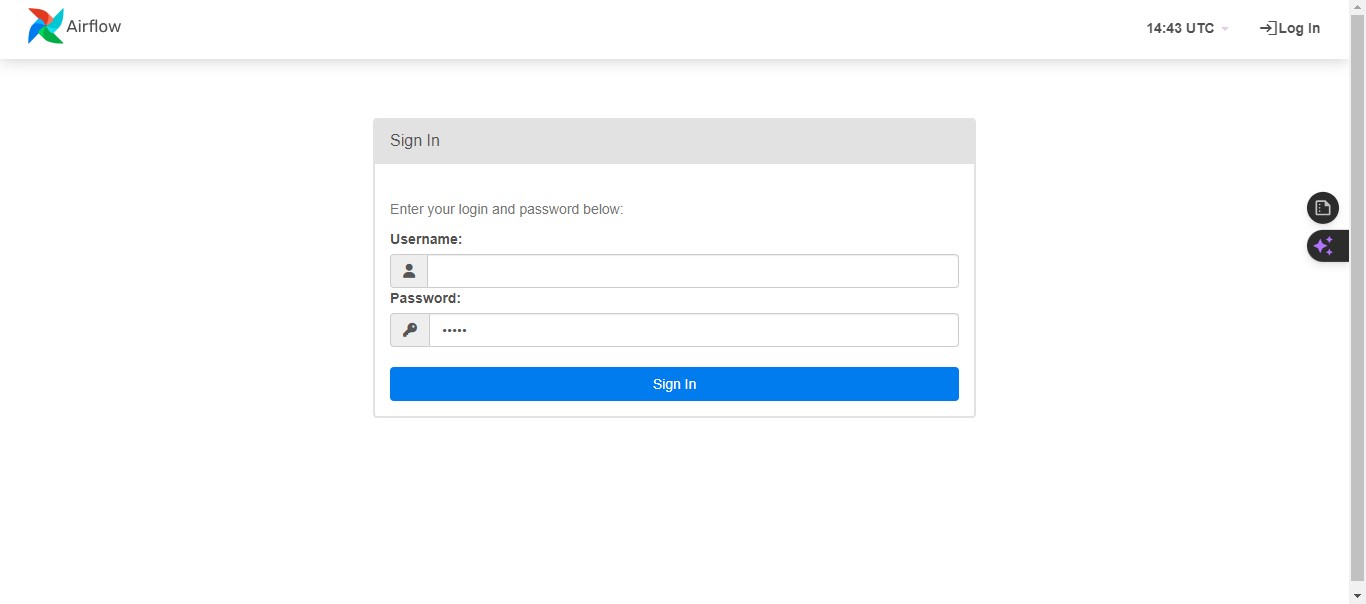 Airflow
14:43 UTC
Log In
Sign In
Enter your login and password below:
Username:
Password:
•••••
Sign In